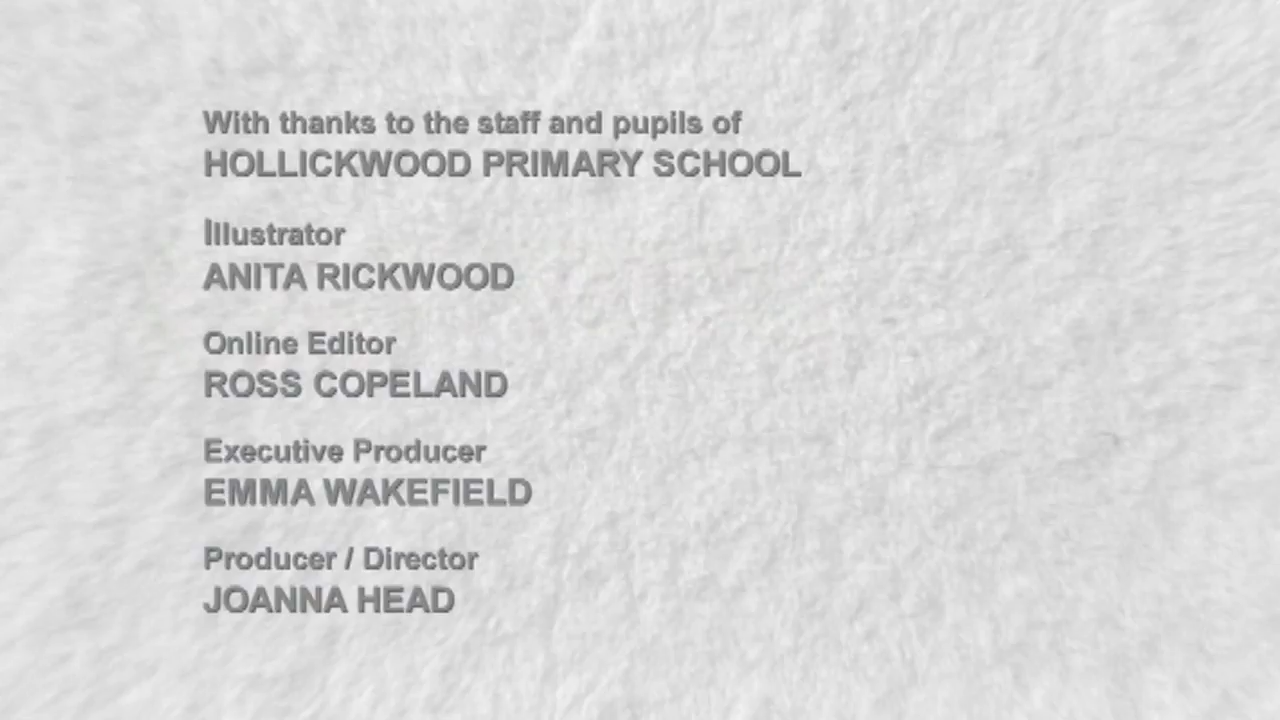 With thanks to the staff and pupils of
HOLLICKWOOD PRIMARY SCHOOL
Illustrator
ANITA RICKWOOD
Online Editor
ROSS COPELAND
Executive Producer
EMMA WAKEFIELD
Producer / Director
JOANNA HEAD